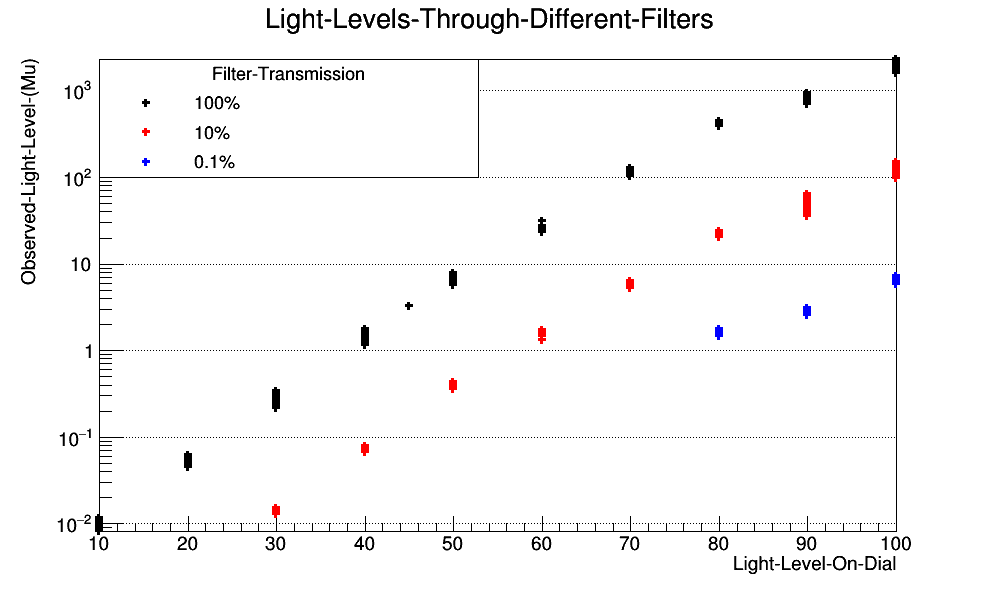 Light-Levels-Through-Different-Filters
Observed-Light-Level-(Mu)
Filter-Transmission
100%
10%
0.1%
10³
10²
10
1
10⁻¹
10⁻²
10 20 30 40 50 60 70 80 90 100
Light-Level-On-Dial